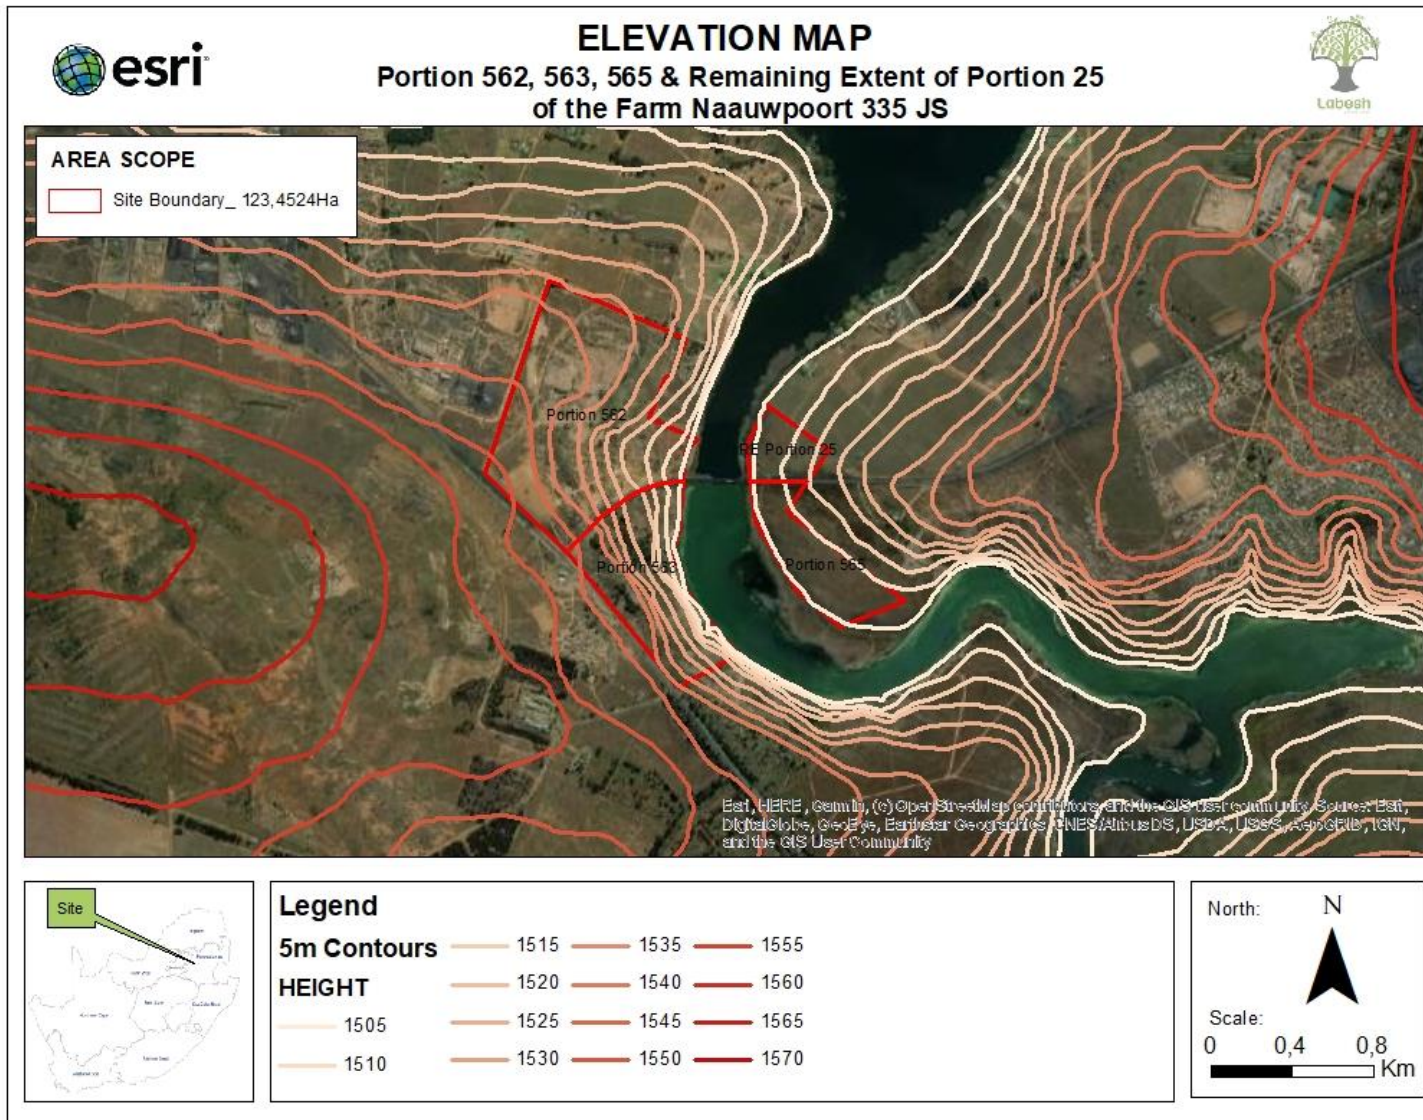 esri
ELEVATION MAP
Portion 562, 563, 565 & Remaining Extent of Portion 25
of the Farm Naauwpoort 335 JS
Labesh
AREA SCOPE
Site Boundary_ 123,4524Ha
Portion 562
RE Portion 25
Portion 563
Portion 565
Esri, HERE, Garmin, (c) OpenStreetMap contributors, and the GIS user community, Source: Esri,
DigitalGlobe, GeoEye, Earthstar Geographics, CNES/Airbus DS, USDA, USGS, AeroGRID, IGN,
and the GIS User Community
Site
Legend
5m Contours
HEIGHT
1505
1510
1515
1520
1525
1530
1535
1540
1545
1550
1555
1560
1565
1570
North:
N
Scale:
0 0,4 0,8
Km